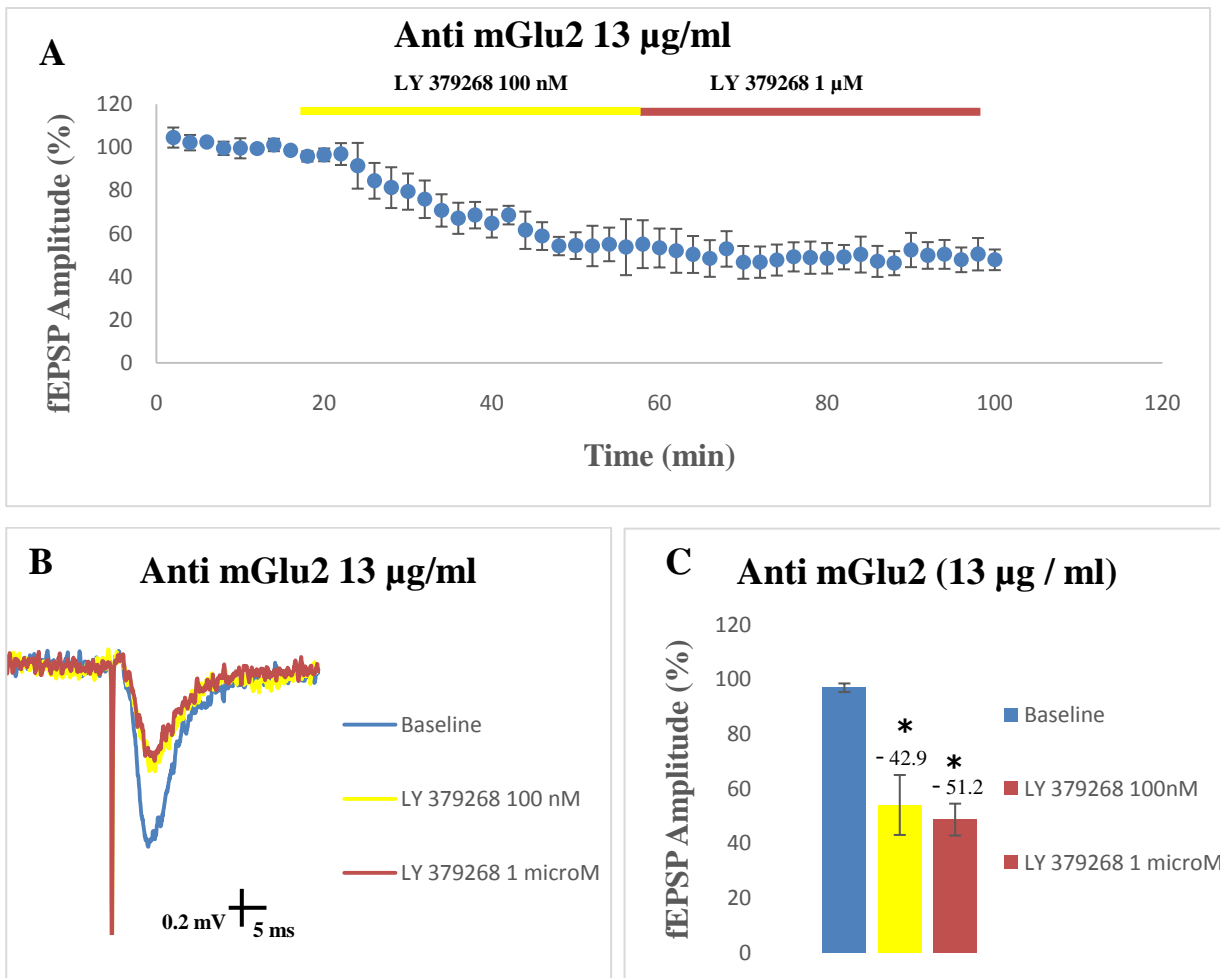 A
Anti mGlu2 13 µg/ml
LY 379268 100 nM
LY 379268 1 µM
fEPSP Amplitude (%)
120
100
80
60
40
20
0
0 20 40 60 80 100 120
Time (min)
B
Anti mGlu2 13 µg/ml
Baseline
LY 379268 100 nM
LY 379268 1 microM
0.2 mV
5 ms
C
Anti mGlu2 (13 µg / ml)
fEPSP Amplitude (%)
120
100
80
60
40
20
0
*
- 42.9
*
- 51.2
Baseline
LY 379268 100nM
LY 379268 1 microM